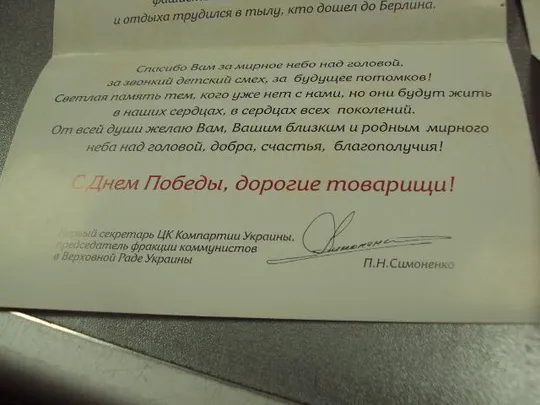 и отдыха трудился в тылу, кто дошел до Берлина.
Спасибо Вам за мирное небо над головой,
за звонкий детский смех, за будущее потомков!
Светлая память тем, кого уже нет с нами, но они будут жить
в наших сердцах, в сердцах всех поколений.
От всей души желаю Вам, Вашим близким и родным мирного
неба над головой, добра, счастья, благополучия!
С Днем Победы, дорогие товарищи!
Первый секретарь ЦК Компартии Украины,
председатель фракции коммунистов
в Верховной Раде Украины
П.Н.Симоненко